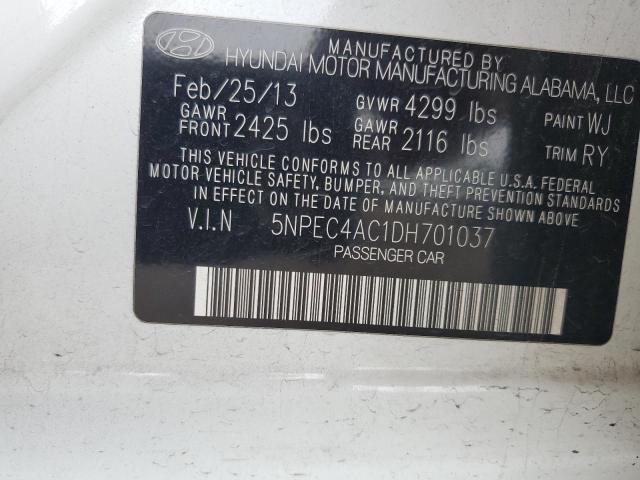 MANUFACTURED BY
HYUNDAI MOTOR MANUFACTURING ALABAMA, LLC
Feb/25/13 GVWR 4299 lbs PAINT WJ
GAWR FRONT 2425 lbs GAWR REAR 2116 lbs TRIM RY
THIS VEHICLE CONFORMS TO ALL APPLICABLE U.S.A. FEDERAL
MOTOR VEHICLE SAFETY, BUMPER, AND THEFT PREVENTION STANDARDS
IN EFFECT ON THE DATE OF MANUFACTURE SHOWN ABOVE.
V.I.N 5NPEC4AC1DH701037
PASSENGER CAR